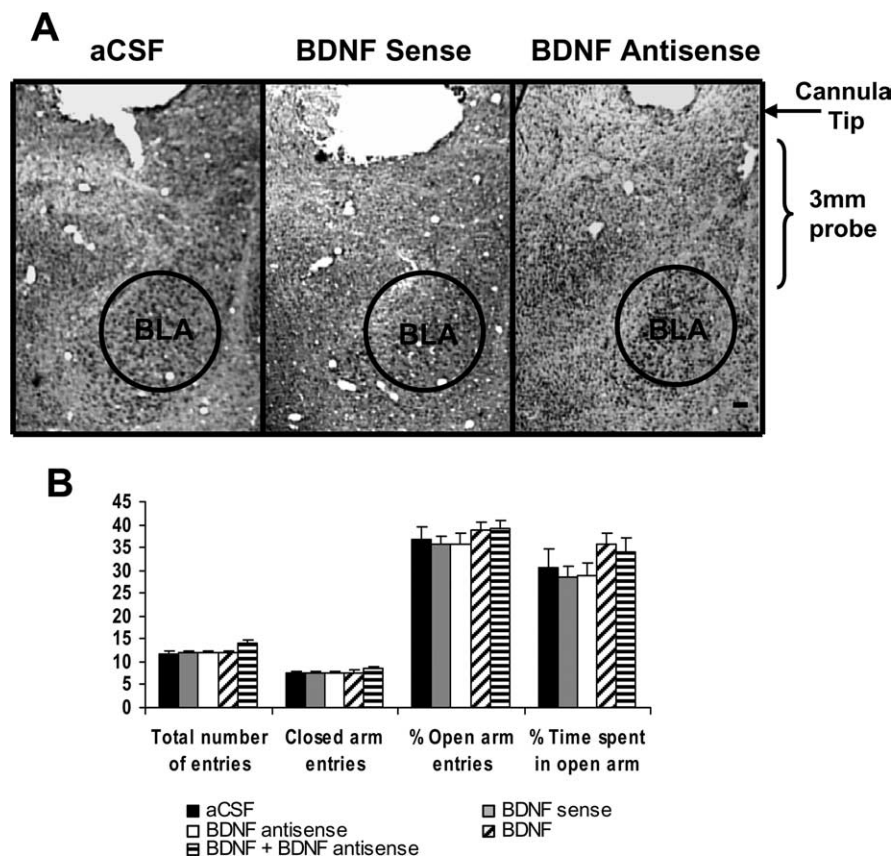 A
aCSF BDNF Sense BDNF Antisense
Cannula
Tip
3mm
probe
BLA BLA BLA
B
45
40
35
30
25
20
15
10
5
0
Total number
of entries
Closed arm
entries
% Open arm
entries
% Time spent
in open arm
aCSF BDNF sense
BDNF antisense BDNF
BDNF + BDNF antisense